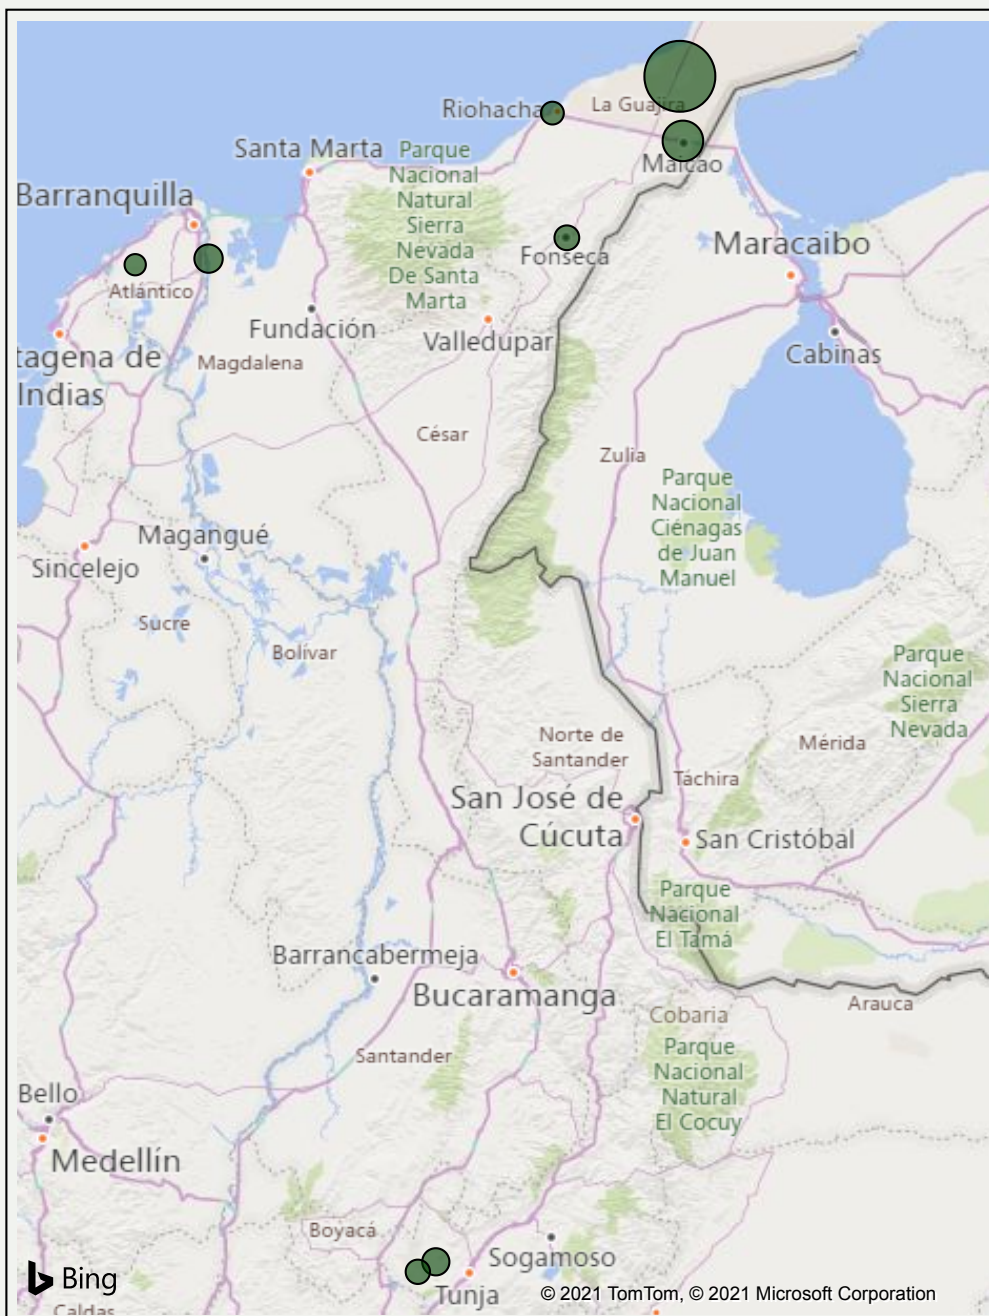 Riohacha
La Guajira
Santa Marta
Maicao
Parque
Nacional
Natural
Sierra
Nevada
De Santa
Marta
Barranquilla
Fonseca
Maracaibo
Atlántico
Fundación
Valledupar
Cabinas
tagena de
Indias
Magdalena
César
Zulia
Parque
Nacional
Ciénagas
de Juan
Manuel
Magangué
Sincelejo
Sucre
Bolívar
Parque
Nacional
Sierra
Nevada
Norte de
Santander
Mérida
Táchira
San José de
Cúcuta
San Cristóbal
Parque
Nacional
El Tamá
Barrancabermeja
Bucaramanga
Arauca
Cobaria
Santander
Parque
Nacional
Natural
El Cocuy
Bello
Medellín
Boyacá
Sogamoso
Tunja
Bing
© 2021 TomTom, © 2021 Microsoft Corporation
Caldas